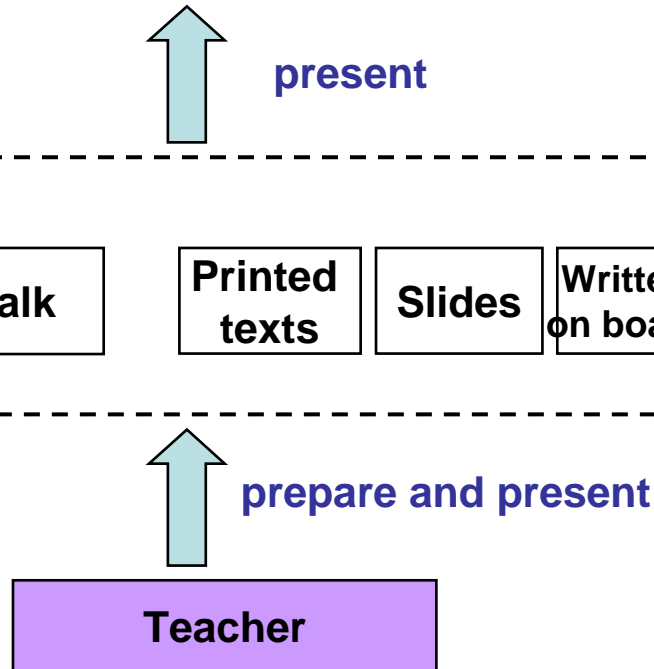 present
alk
Printed
texts
Slides
Writte
on boa
prepare and present
Teacher